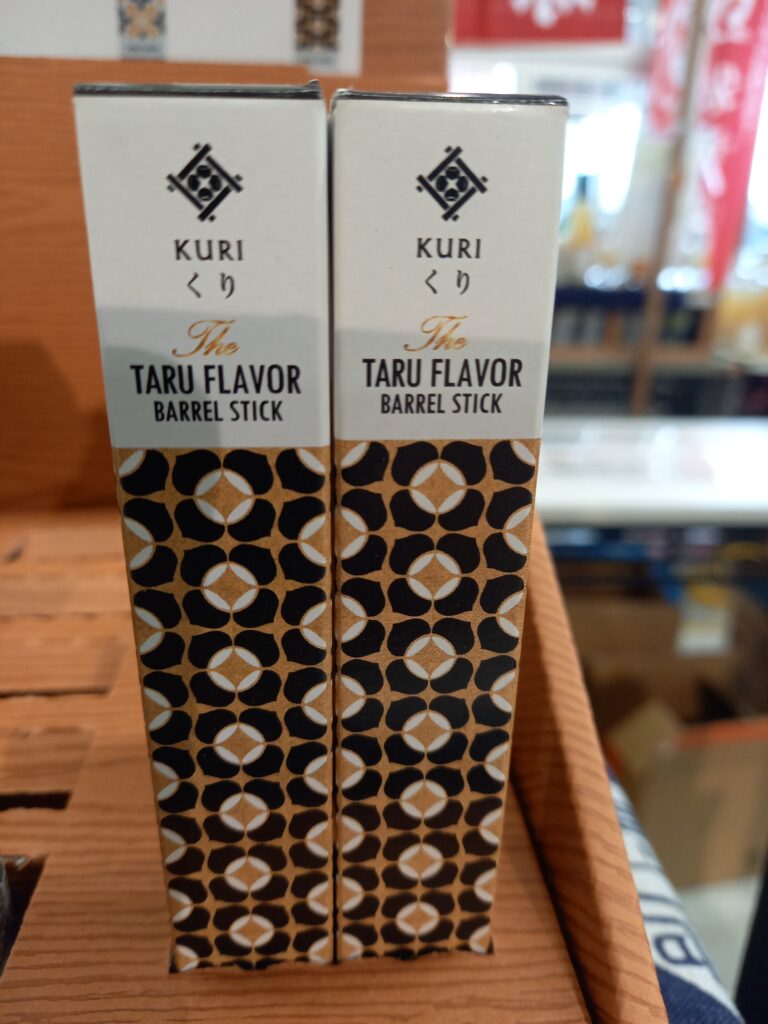 KURI
くり
The
TARU FLAVOR
BARREL STICK
KURI
くり
The
TARU FLAVOR
BARREL STICK